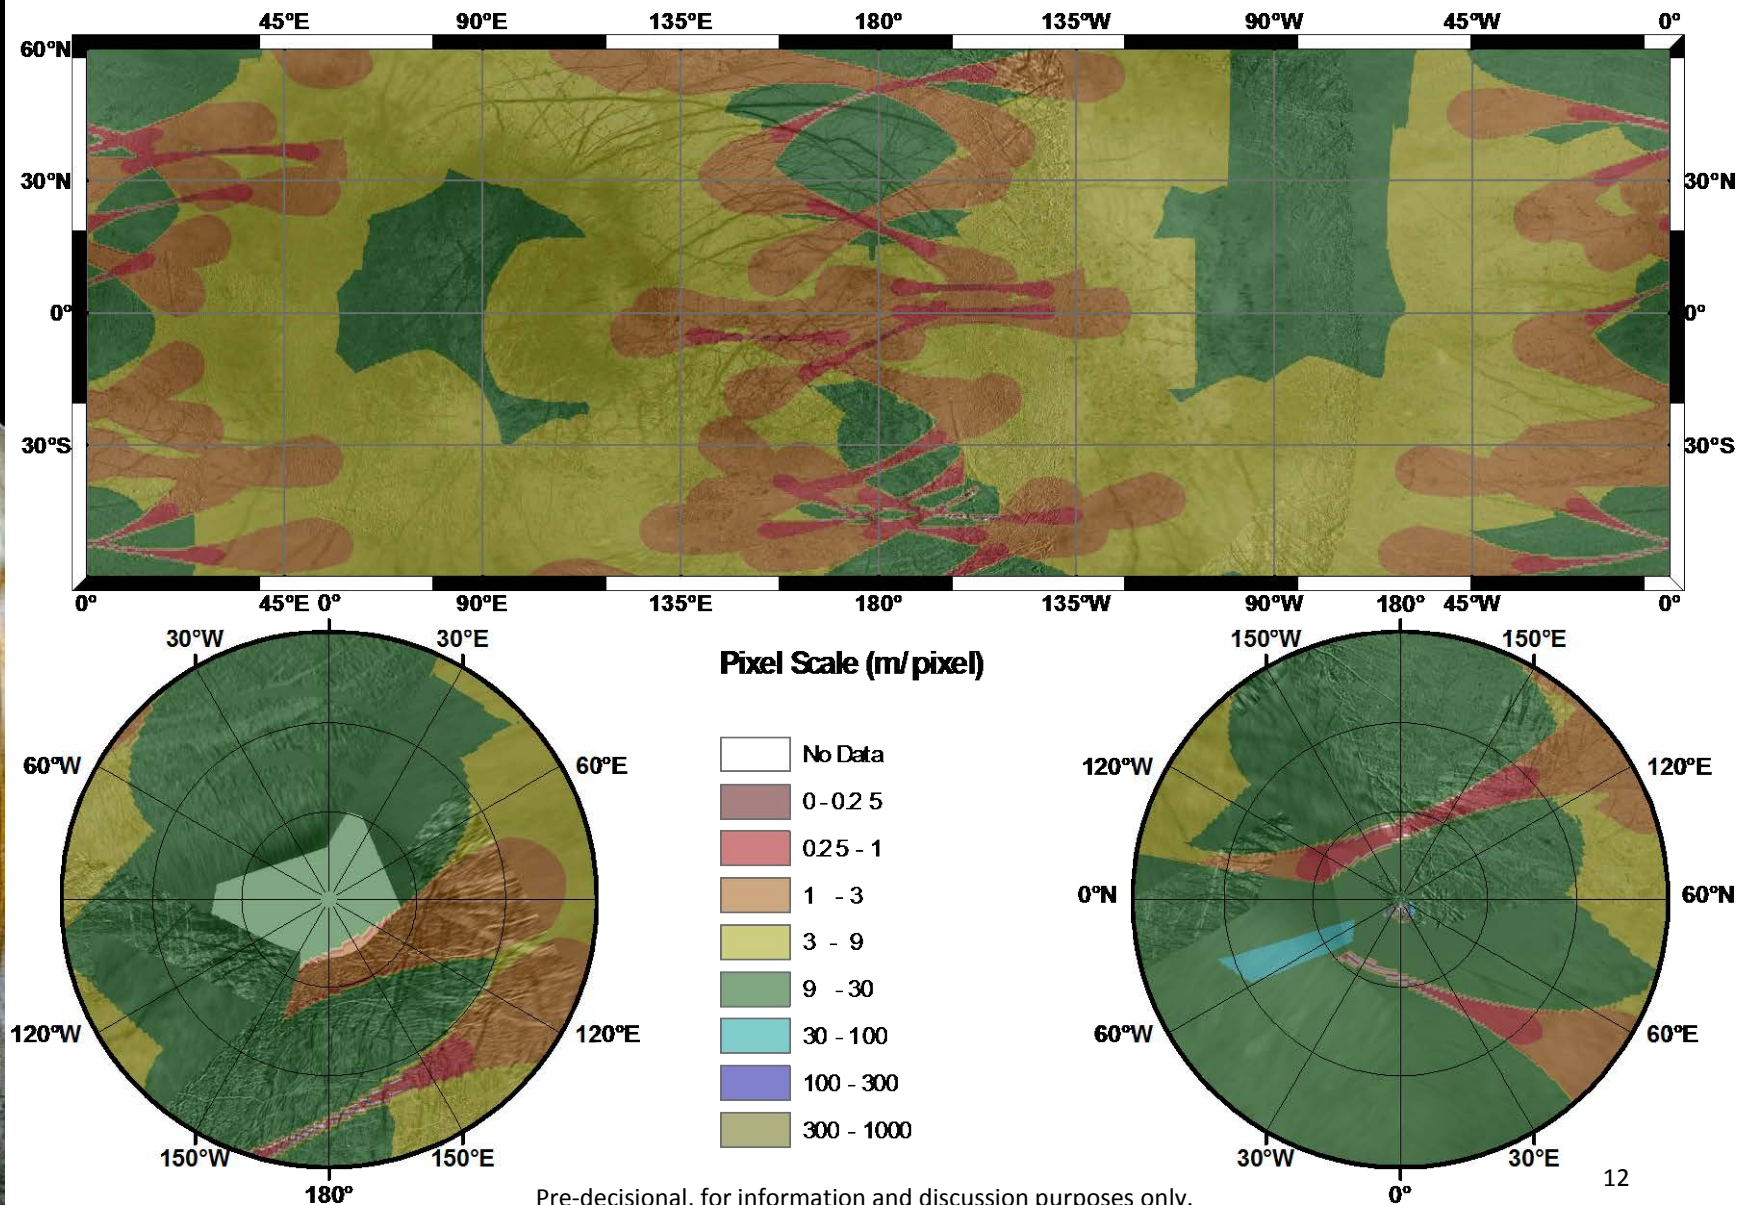 45°E 90°E 135°E 180° 135°W 90°W 45°W 0°
60°N
30°N 30°N
0° 0°
30°S 30°S
0° 45°E 0° 90°E 135°E 180° 135°W 90°W 180° 45°W 0°
30°W 30°E
150°W 150°E
Pixel Scale (m/pixel)
60°W 60°E
120°W 120°E
No Data
0 - 0.25
0.25 - 1
1 - 3
0°N 60°N
3 - 9
9 - 30
120°W 120°E
30 - 100
60°W 60°E
100 - 300
300 - 1000
150°W 150°E
30°W 30°E
180°
0°
Pre-decisional, for information and discussion purposes only.
12